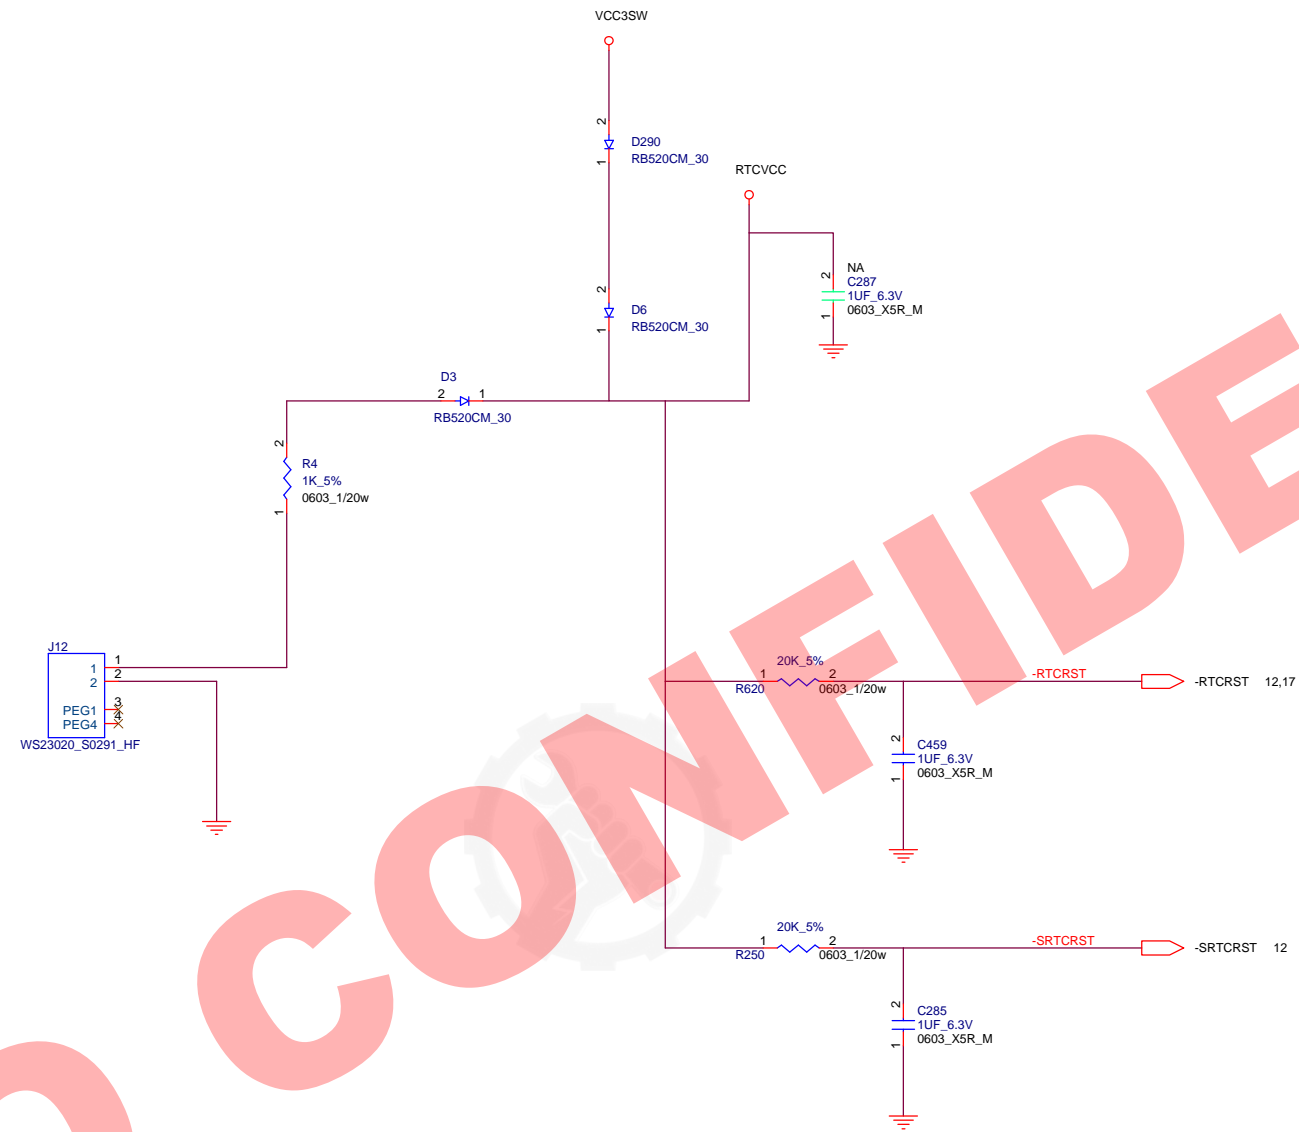 VCC3SW
2
D290
1
RB520CM_30
RTCVCC
2
NA
C287
1UF_6.3V
1
0603_X5R_M
2
D6
1
RB520CM_30
D3
2
1
RB520CM_30
2
R4
1K_5%
0603_1/20w
1
J12
1
1
2
2
PEG1
3
PEG4
4
WS23020_S0291_HF
20K_5%
1
2
R620
0603_1/20w
-RTCRST
-RTCRST 12,17
2
C459
1UF_6.3V
1
0603_X5R_M
20K_5%
1
2
R250
0603_1/20w
-SRTCRST
-SRTCRST 12
2
C285
1UF_6.3V
1
0603_X5R_M
CONFIDE